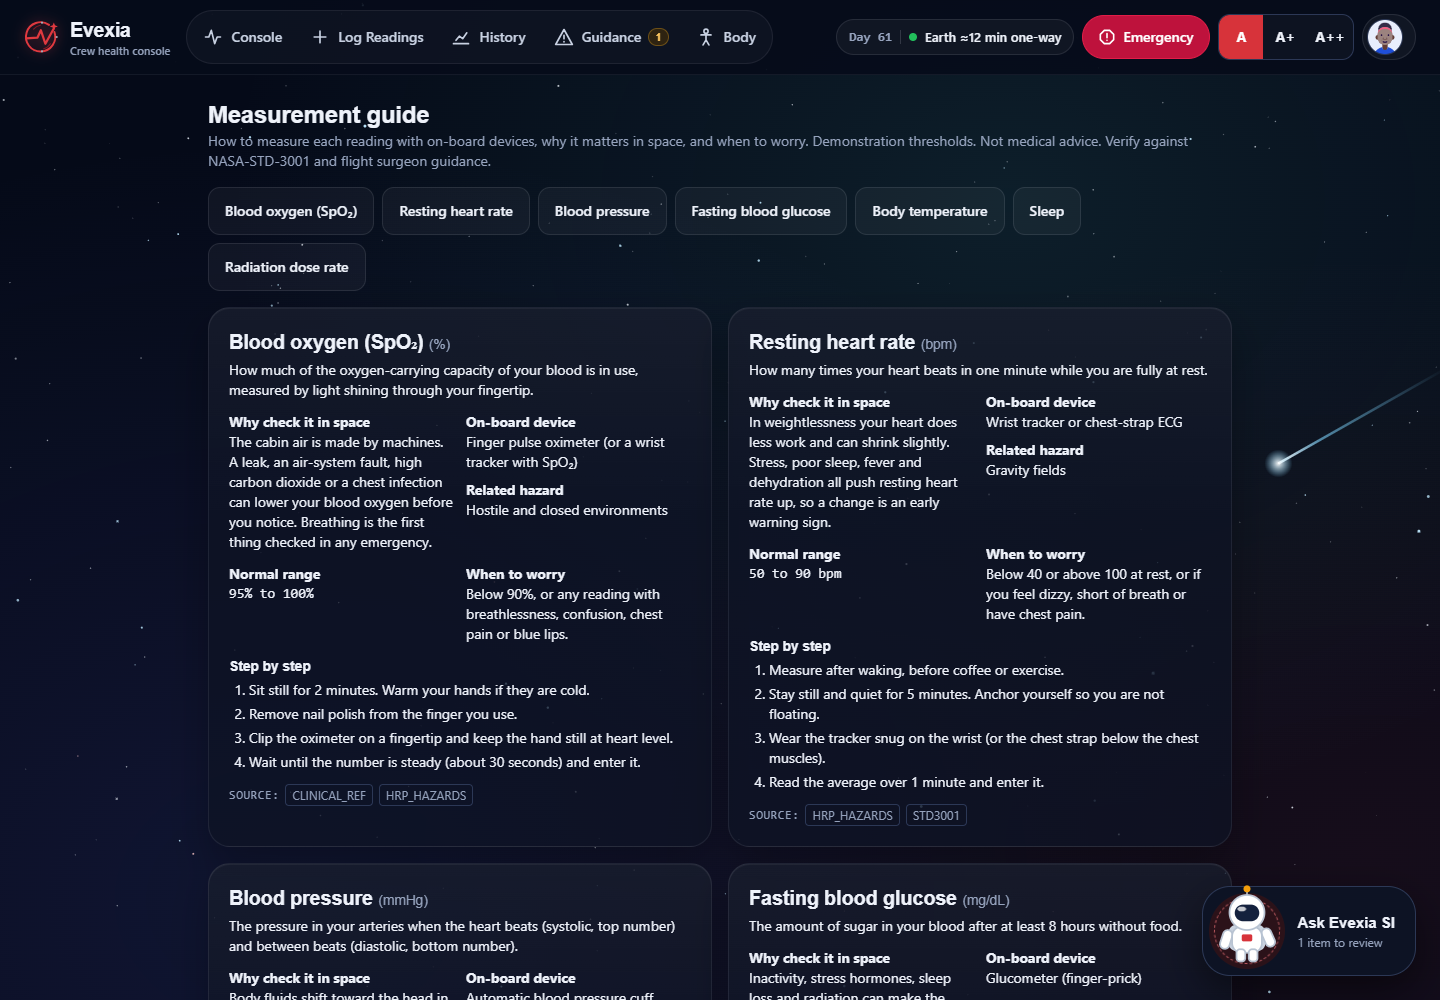 Evexia
Crew health console
Console
Log Readings
History
Guidance 1
Body
Day 61
Earth ≈12 min one-way
Emergency
A
A+
A++
Measurement guide
How to measure each reading with on-board devices, why it matters in space, and when to worry. Demonstration thresholds. Not medical advice. Verify against
NASA-STD-3001 and flight surgeon guidance.
Blood oxygen (SpO₂)
Resting heart rate
Blood pressure
Fasting blood glucose
Body temperature
Sleep
Radiation dose rate
Blood oxygen (SpO₂) (%)
How much of the oxygen-carrying capacity of your blood is in use,
measured by light shining through your fingertip.
Why check it in space
The cabin air is made by machines.
A leak, an air-system fault, high
carbon dioxide or a chest infection
can lower your blood oxygen before
you notice. Breathing is the first
thing checked in any emergency.
On-board device
Finger pulse oximeter (or a wrist
tracker with SpO₂)
Related hazard
Hostile and closed environments
Normal range
95% to 100%
When to worry
Below 90%, or any reading with
breathlessness, confusion, chest
pain or blue lips.
Step by step
1. Sit still for 2 minutes. Warm your hands if they are cold.
2. Remove nail polish from the finger you use.
3. Clip the oximeter on a fingertip and keep the hand still at heart level.
4. Wait until the number is steady (about 30 seconds) and enter it.
SOURCE: CLINICAL_REF HRP_HAZARDS
Resting heart rate (bpm)
How many times your heart beats in one minute while you are fully at rest.
Why check it in space
In weightlessness your heart does
less work and can shrink slightly.
Stress, poor sleep, fever and
dehydration all push resting heart
rate up, so a change is an early
warning sign.
On-board device
Wrist tracker or chest-strap ECG
Related hazard
Gravity fields
Normal range
50 to 90 bpm
When to worry
Below 40 or above 100 at rest, or if
you feel dizzy, short of breath or
have chest pain.
Step by step
1. Measure after waking, before coffee or exercise.
2. Stay still and quiet for 5 minutes. Anchor yourself so you are not
floating.
3. Wear the tracker snug on the wrist (or the chest strap below the chest
muscles).
4. Read the average over 1 minute and enter it.
SOURCE: HRP_HAZARDS STD3001
Blood pressure (mmHg)
The pressure in your arteries when the heart beats (systolic, top number)
and between beats (diastolic, bottom number).
Why check it in space
Body fluids shift toward the head in
On-board device
Automatic blood pressure cuff
Fasting blood glucose (mg/dL)
The amount of sugar in your blood after at least 8 hours without food.
Why check it in space
Inactivity, stress hormones, sleep
loss and radiation can make the
On-board device
Glucometer (finger-prick)
Ask Evexia SI
1 item to review